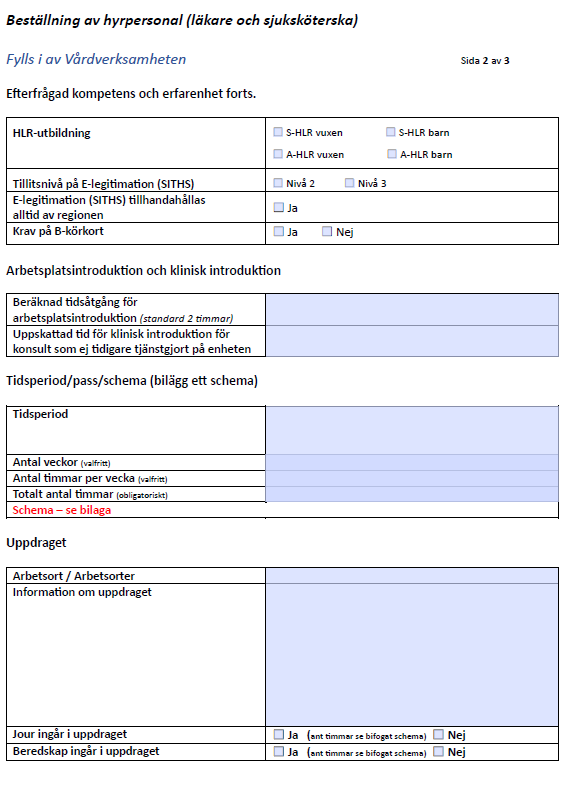 Beställning av hyrpersonal (läkare och sjuksköterska)
Fylls i av Vårdverksamheten
Sida 2 av 3
Efterfrågad kompetens och erfarenhet forts.
HLR-utbildning
S-HLR vuxen S-HLR barn
A-HLR vuxen A-HLR barn
Tillitsnivå på E-legitimation (SITHS) Nivå 2 Nivå 3
E-legitimation (SITHS) tillhandahållas
alltid av regionen
Ja
Krav på B-körkort Ja Nej
Arbetsplatsintroduktion och klinisk introduktion
Beräknad tidsåtgång för
arbetsplatsintroduktion (standard 2 timmar)
Uppskattad tid för klinisk introduktion för
konsult som ej tidigare tjänstgjort på enheten
Tidsperiod/pass/schema (bilägg ett schema)
Tidsperiod
Antal veckor (valfritt)
Antal timmar per vecka (valfritt)
Totalt antal timmar (obligatoriskt)
Schema – se bilaga
Uppdraget
Arbetsort / Arbetsorter
Information om uppdraget
Jour ingår i uppdraget Ja (ant timmar se bifogat schema) Nej
Beredskap ingår i uppdraget Ja (ant timmar se bifogat schema) Nej